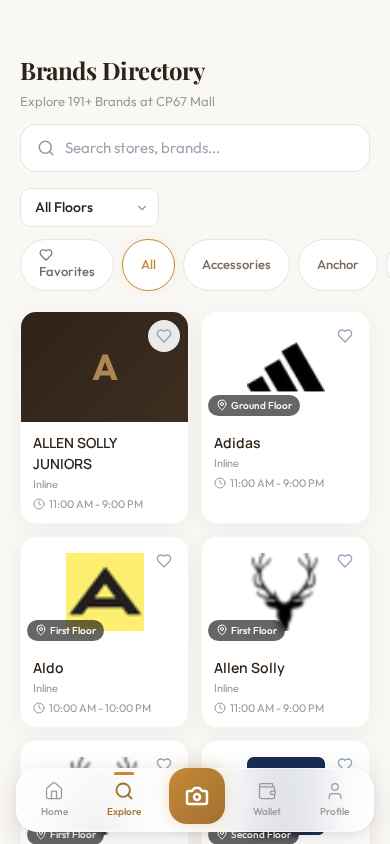 Brands Directory
Explore 191+ Brands at CP67 Mall
Search stores, brands...
All Floors
Favorites
All
Accessories
Anchor
A
ALLEN SOLLY
JUNIORS
Inline
11:00 AM - 9:00 PM
Ground Floor
Adidas
Inline
11:00 AM - 9:00 PM
First Floor
Aldo
Inline
10:00 AM - 10:00 PM
First Floor
Allen Solly
Inline
11:00 AM - 9:00 PM
First Floor
Second Floor
Home
Explore
Wallet
Profile